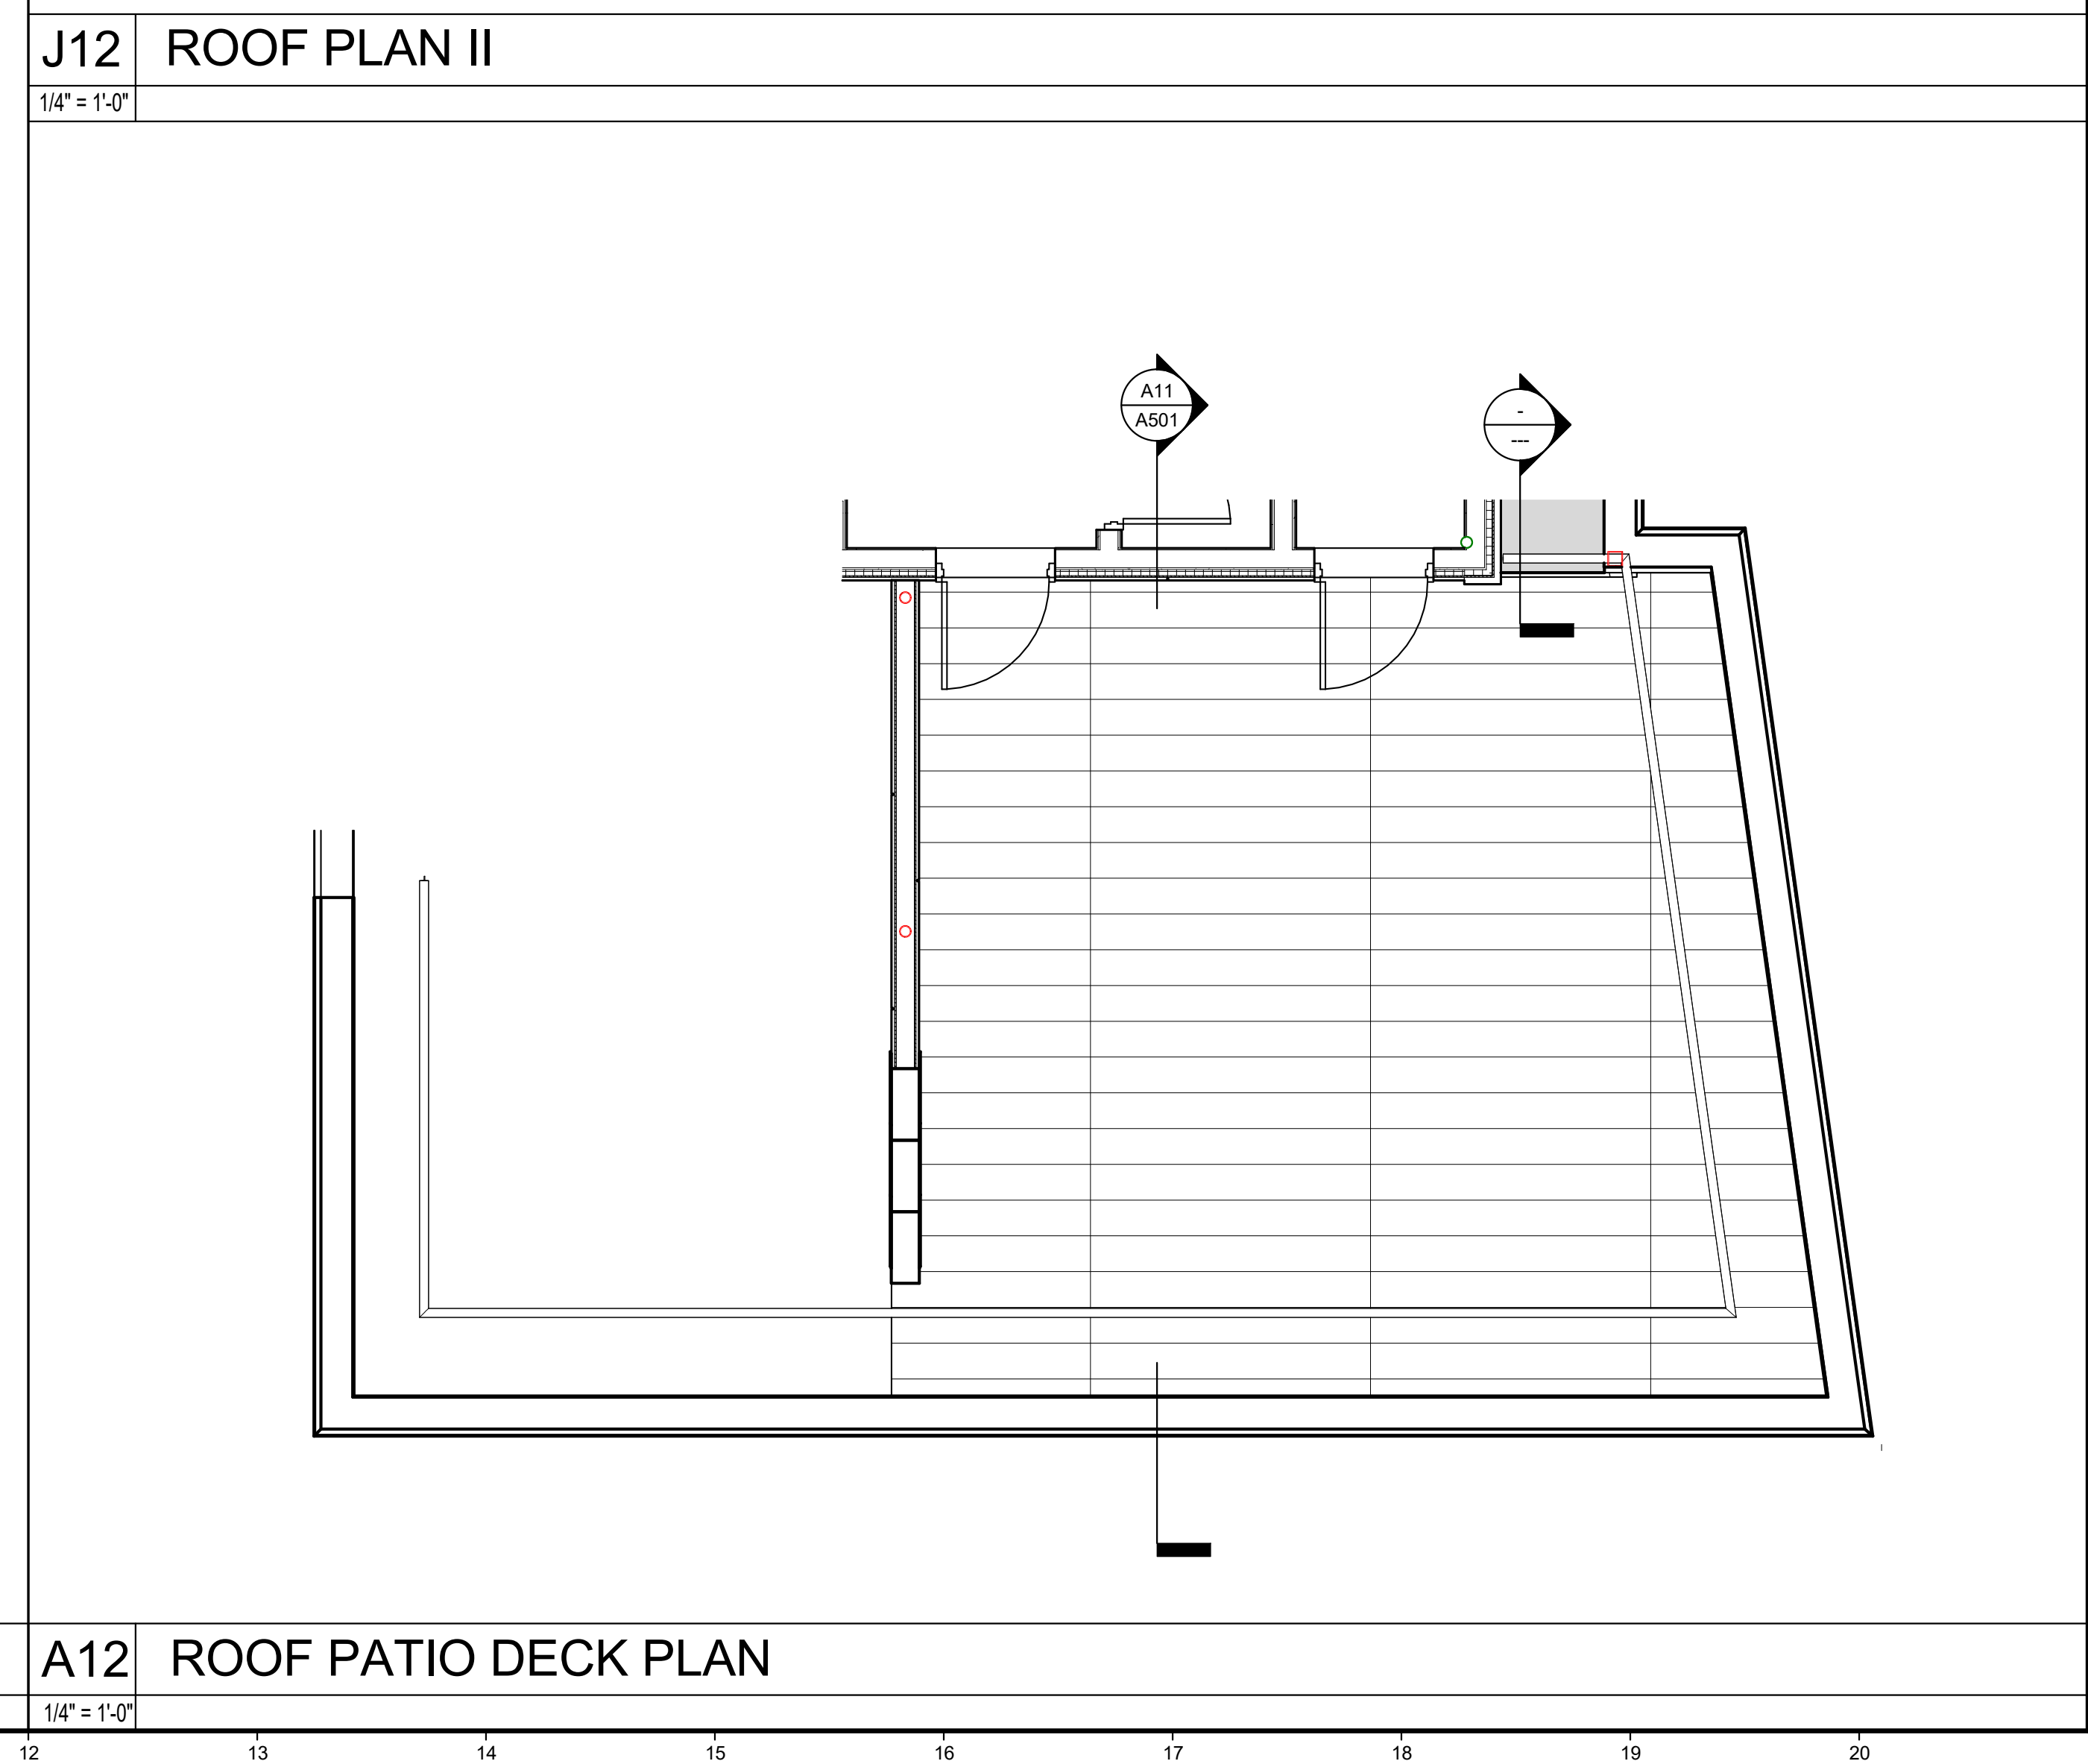 J12 ROOF PLAN II
1/4" = 1'-0"
A11
A501
-
---
A12 ROOF PATIO DECK PLAN
1/4" = 1'-0"
12 13 14 15 16 17 18 19 20